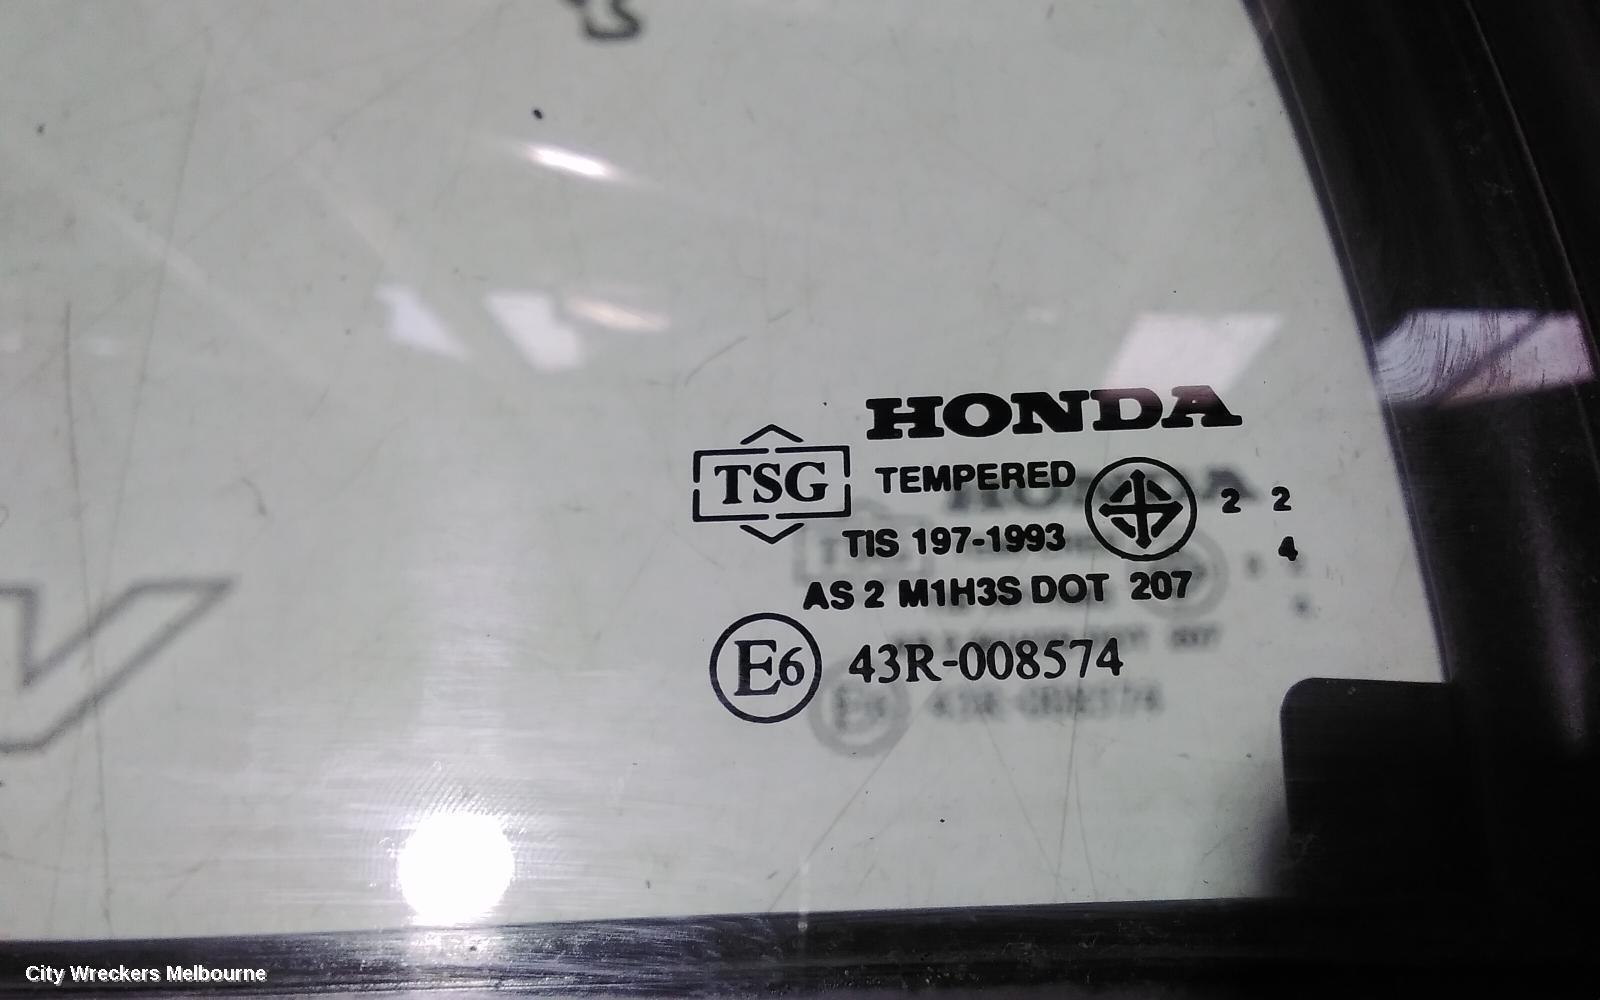 HONDA
TSG
TEMPERED
2 2
TIS 197-1993
4
AS 2 M1H3S DOT 207
E6 43R-008574
City Wreckers Melbourne